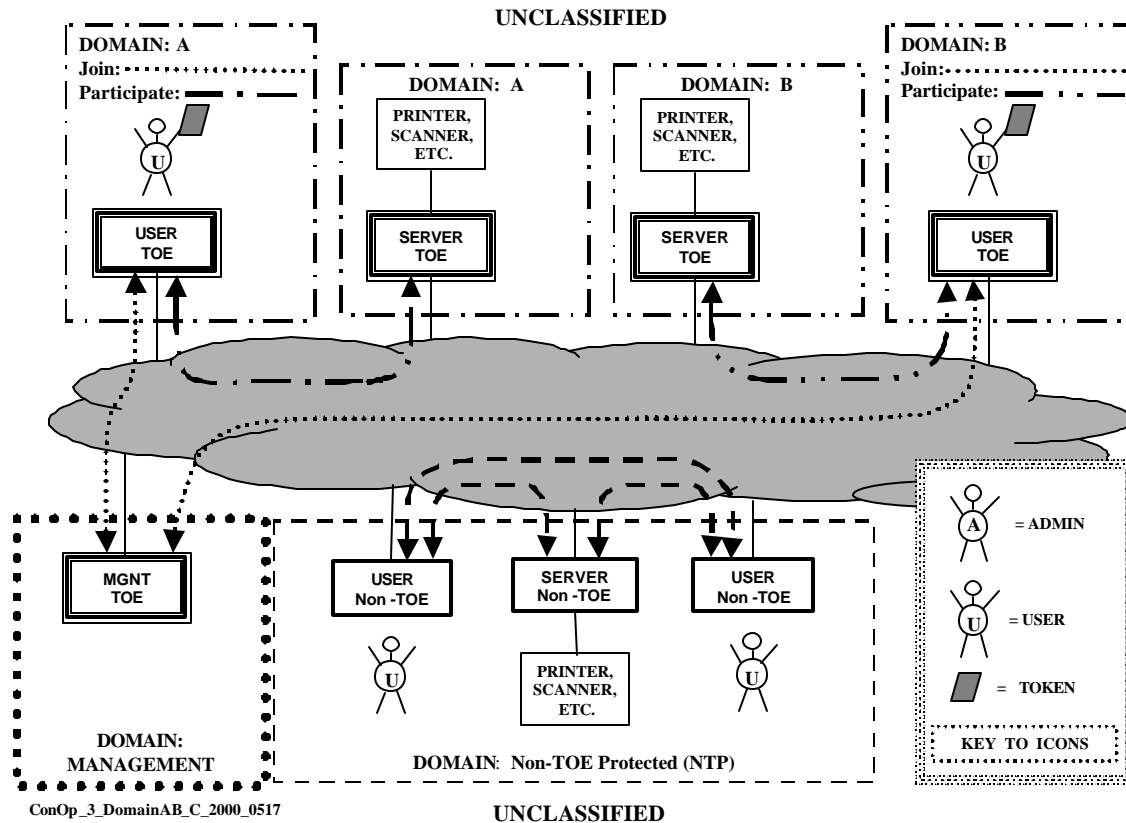 UNCLASSIFIED
DOMAIN: A
Join:
Participate:
U
USER
TOE
DOMAIN: A
PRINTER,
SCANNER,
ETC.
SERVER
TOE
DOMAIN: B
PRINTER,
SCANNER,
ETC.
SERVER
TOE
DOMAIN: B
Join:
Participate:
U
USER
TOE
MGNT
TOE
DOMAIN:
MANAGEMENT
USER
Non -TOE
U
SERVER
Non -TOE
PRINTER,
SCANNER,
ETC.
USER
Non -TOE
U
DOMAIN: Non-TOE Protected (NTP)
A = ADMIN
U = USER
= TOKEN
KEY TO ICONS
ConOp_3_DomainAB_C_2000_0517
UNCLASSIFIED